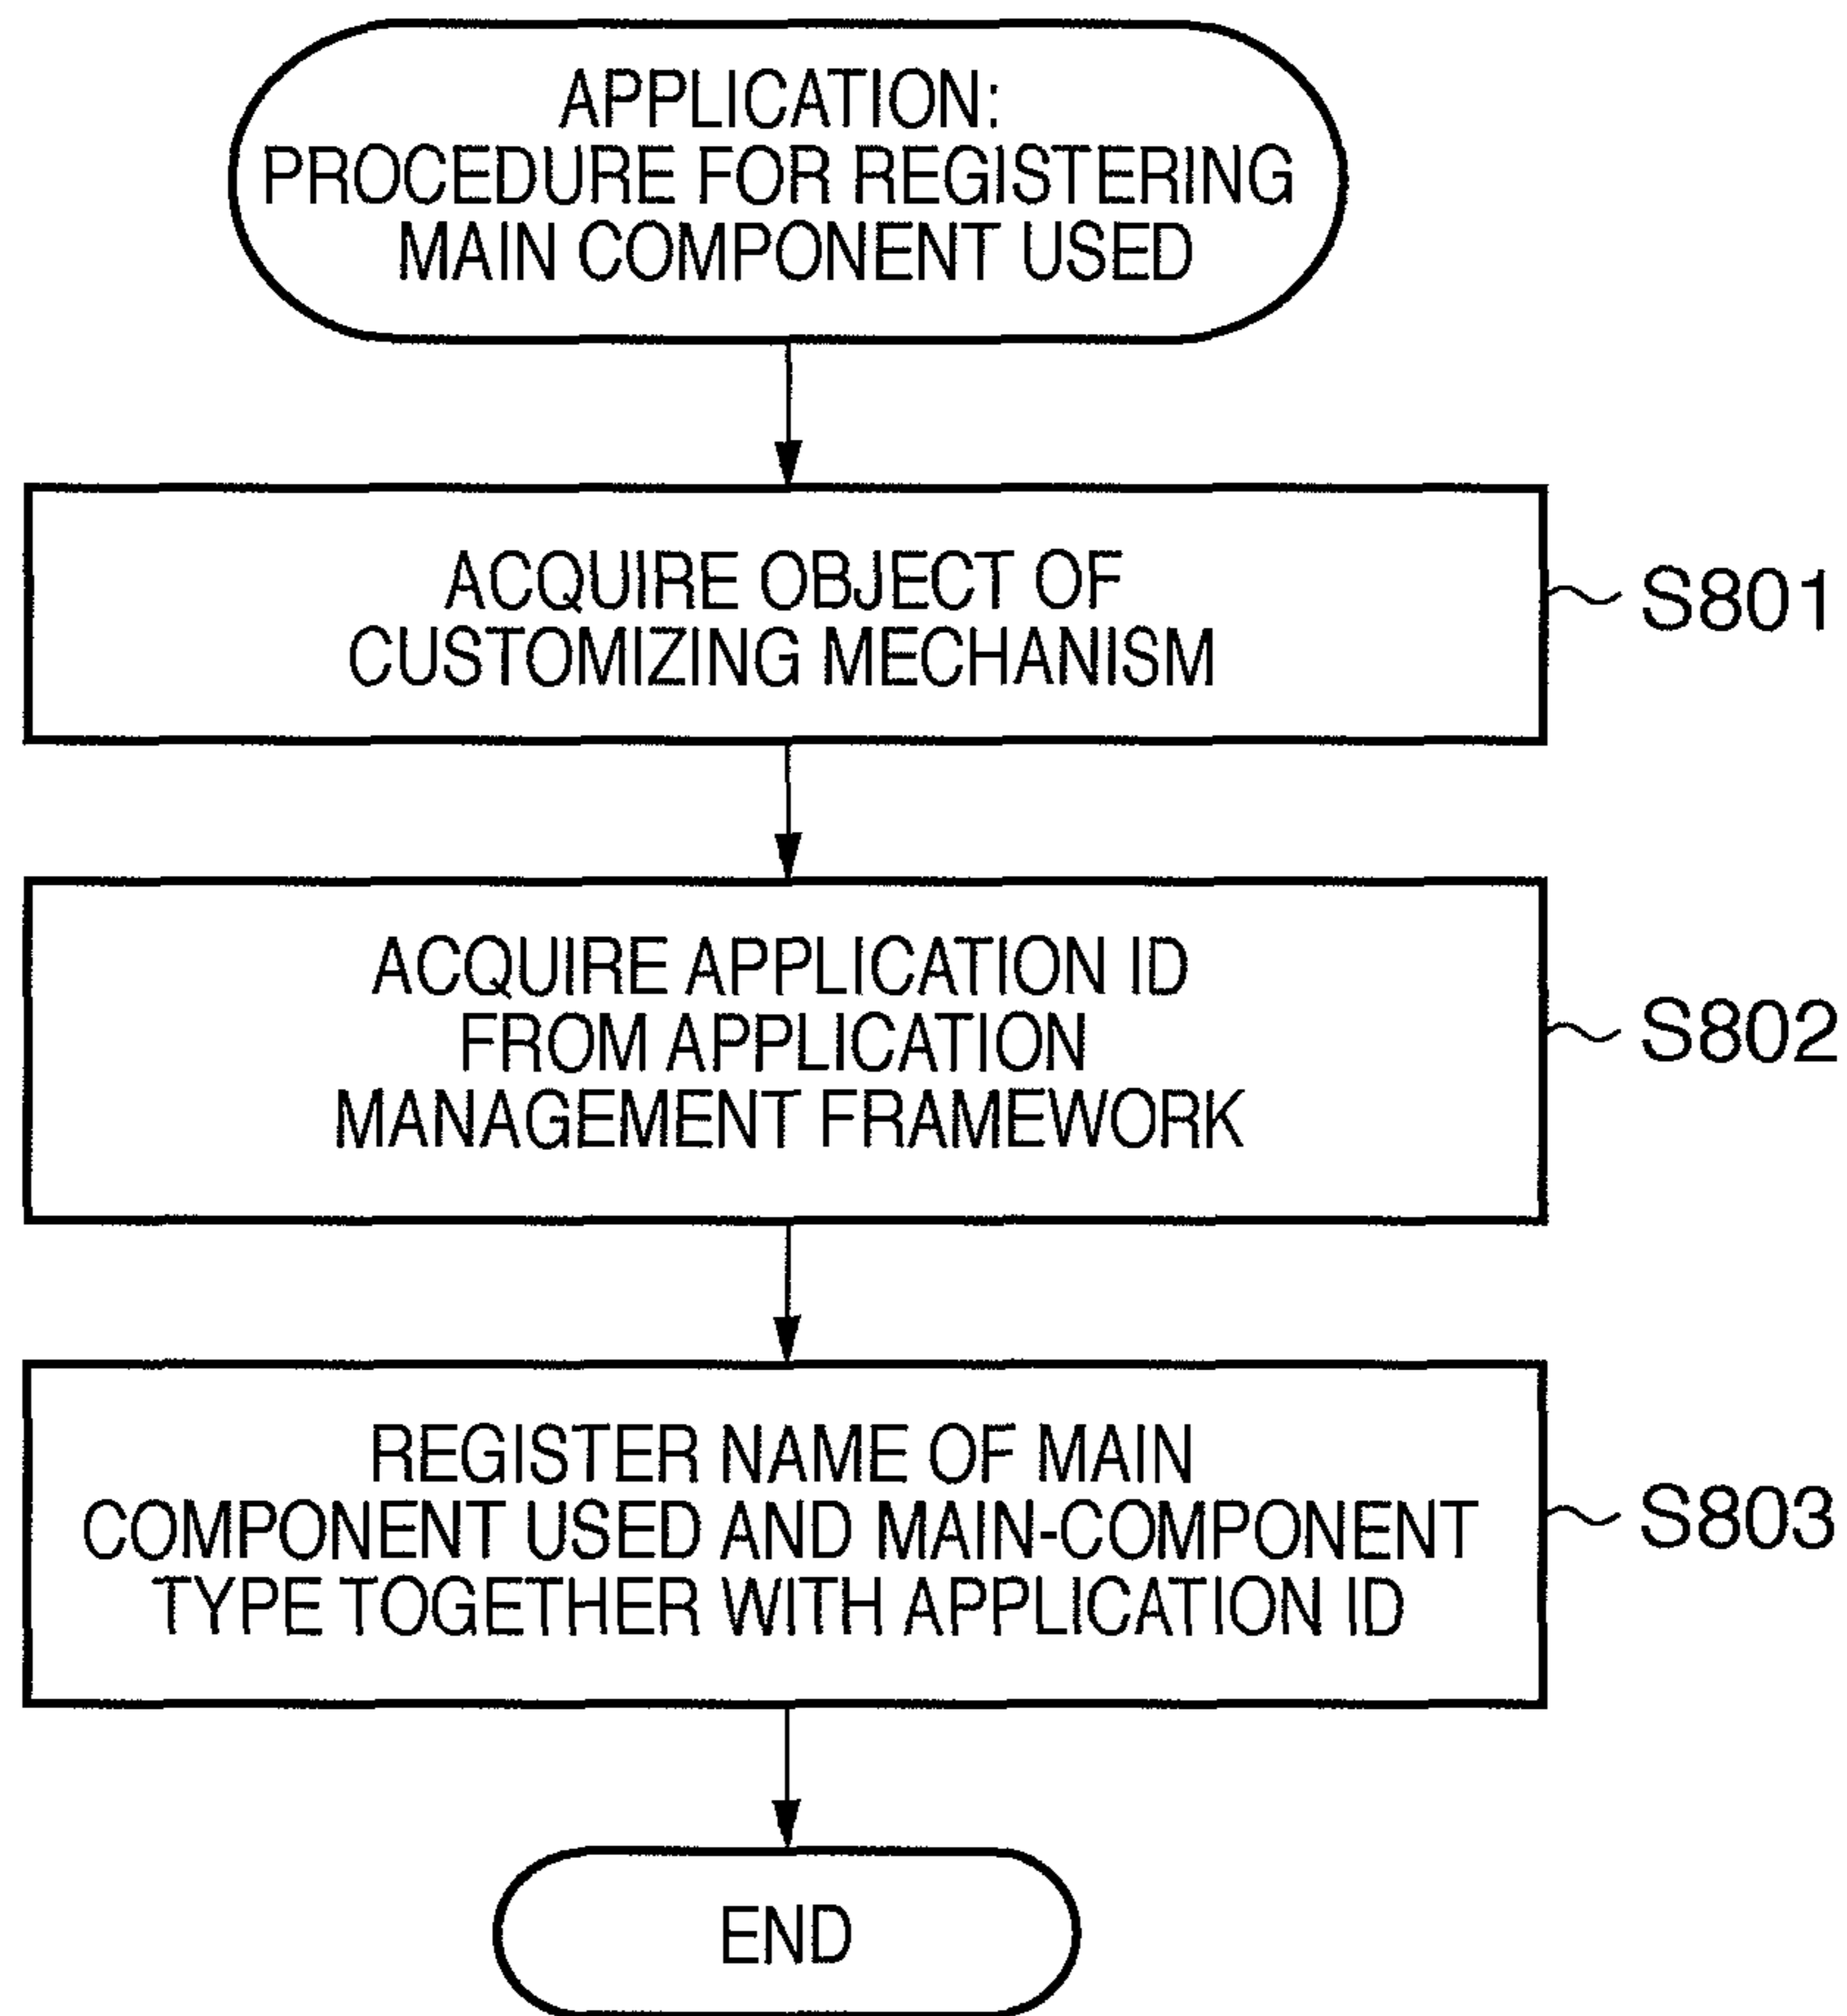 APPLICATION:
PROCEDURE FOR REGISTERING
MAIN COMPONENT USED
ACQUIRE OBJECT OF
CUSTOMIZING MECHANISM
S801
ACQUIRE APPLICATION ID
FROM APPLICATION
MANAGEMENT FRAMEWORK
S802
REGISTER NAME OF MAIN
COMPONENT USED AND MAIN-COMPONENT
TYPE TOGETHER WITH APPLICATION ID
S803
END